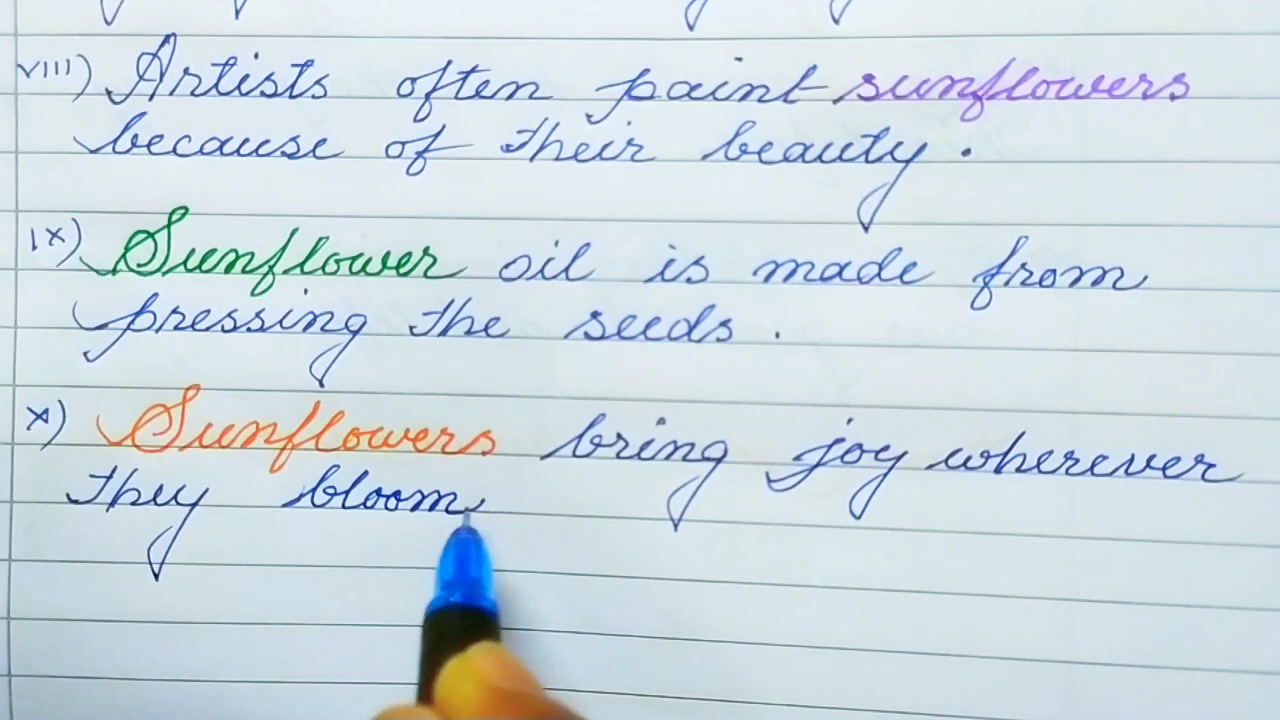 viii) Artists often paint sunflowers
because of their beauty.
ix) Sunflower oil is made from
pressing the seeds.
x) Sunflowers bring joy wherever
they bloom